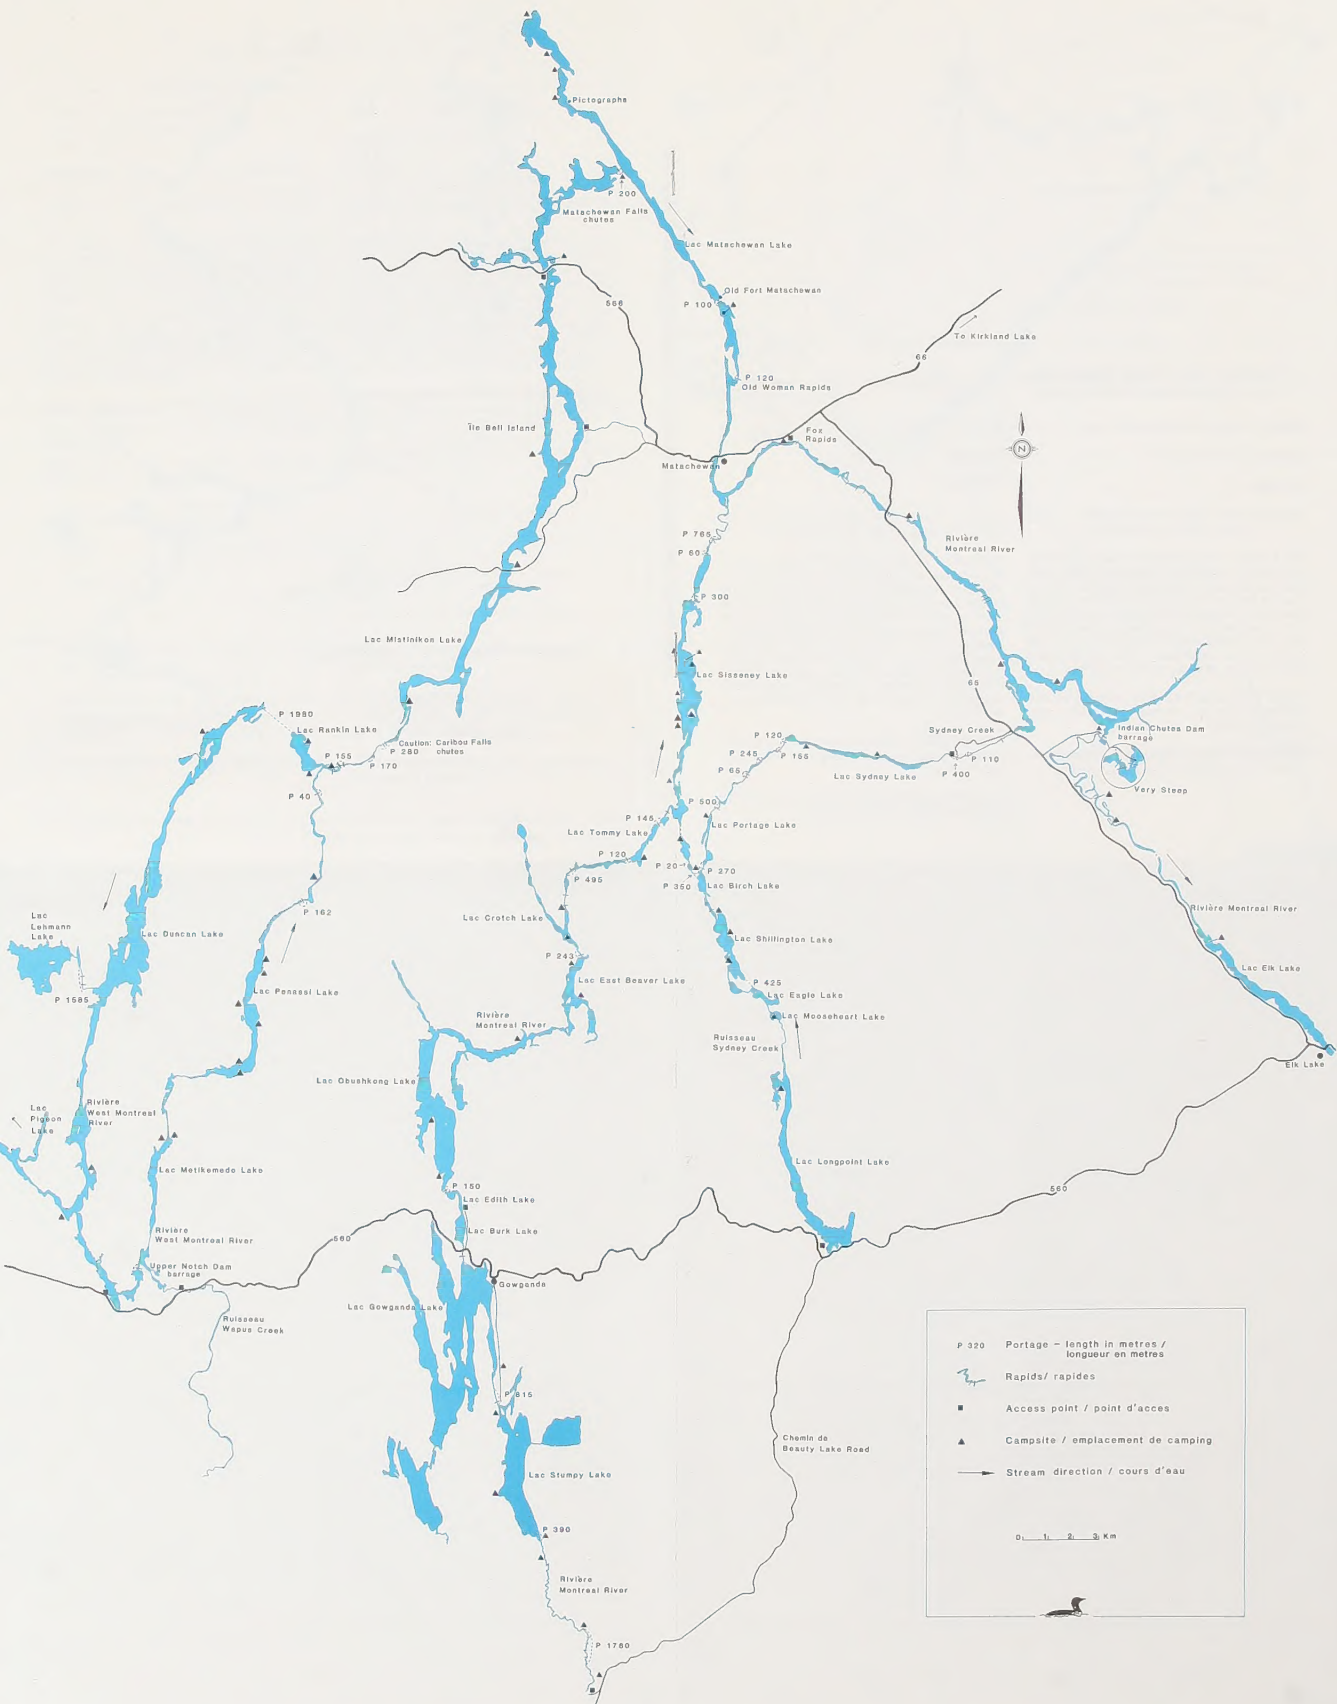 Pictographs
P 200
Matachewan Falls
chutes
Lac Matachewan Lake
Old Fort Matachewan
P 100
566
To Kirkland Lake
66
P 120
Old Woman Rapids
Île Bell Island
Fox
Rapids
Matachewan
N
P 765
P 60
Rivière
Montreal River
P 300
Lac Mistinikon Lake
Lac Sisseney Lake
65
P 1980
Lac Rankin Lake
Caution: Caribou Falls
chutes
P 280
P 155
P 170
P 40
P 120
P 245
P 155
P 65
Sydney Creek
P 110
P 400
Lac Sydney Lake
Indian Chutes Dam
barrage
Very Steep
P 500
P 145
Lac Portage Lake
Lac Tommy Lake
P 120
P 20
P 270
P 350
Lac Birch Lake
P 495
P 162
Lac Crotch Lake
Rivière Montreal River
Lac
Lehmann
Lake
Lac Duncan Lake
Lac Shillington Lake
P 243
Lac Elk Lake
Lac East Beaver Lake
P 425
Lac Eagle Lake
P 1585
Lac Penassi Lake
Lac Mooseheart Lake
Rivière
Montreal River
Ruisseau
Sydney Creek
Elk Lake
Lac Obushkong Lake
Lac
Pigeon
Lake
Rivière
West Montreal
River
Lac Longpoint Lake
Lac Metikemedo Lake
P 150
Lac Edith Lake
560
Lac Burk Lake
Rivière
West Montreal River
560
Upper Notch Dam
barrage
Gowganda
Lac Gowganda Lake
Ruisseau
Wapus Creek
P 815
Chemin de
Beauty Lake Road
Lac Stumpy Lake
P 390
Rivière
Montreal River
P 1780
P 320 Portage – length in metres /
longueur en metres
Rapids/ rapides
Access point / point d'acces
Campsite / emplacement de camping
Stream direction / cours d'eau
0 1 2 3 Km